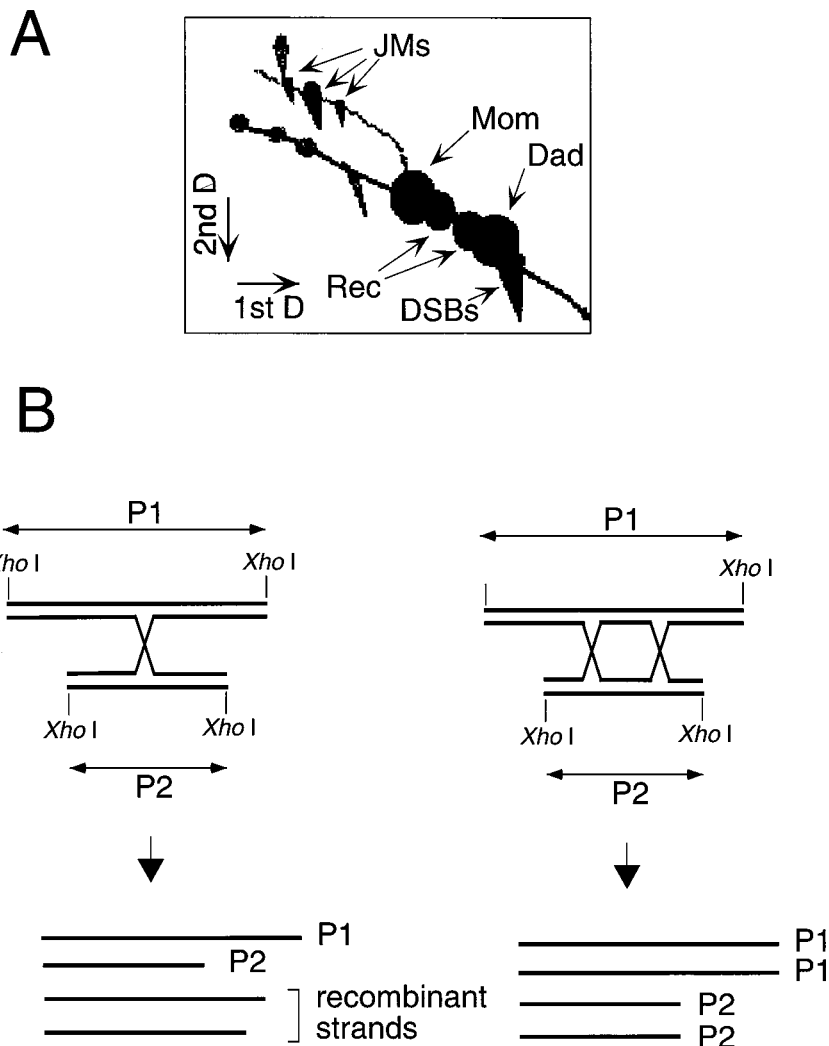 A
JMs
Mom
Dad
2nd D
1st D
Rec
DSBs
B
P1
P1
Xho I
Xho I
Xho I
Xho I
Xho I
Xho I
Xho I
P2
P2
P1
P2
recombinant
strands
P1
P1
P2
P2